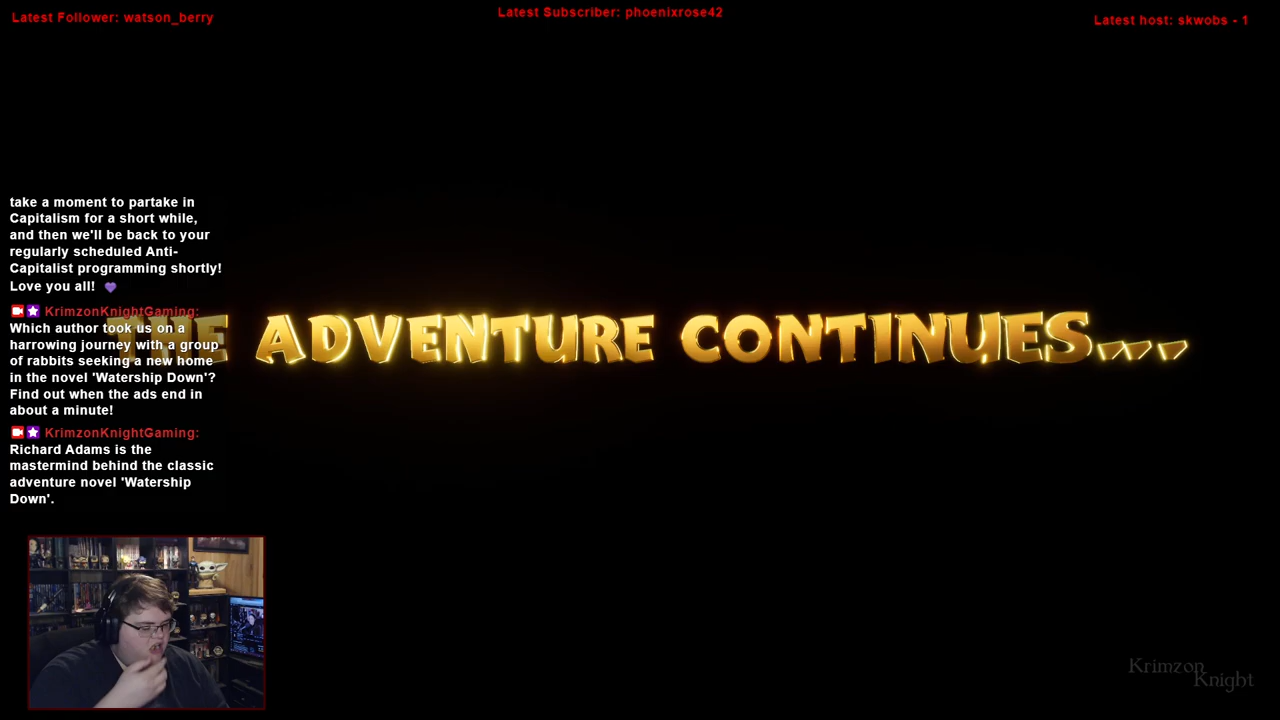 Latest Follower: watson_berry
Latest Subscriber: phoenixrose42
Latest host: skwobs - 1
take a moment to partake in
Capitalism for a short while,
and then we'll be back to your
regularly scheduled Anti-
Capitalist programming shortly!
Love you all!
KrimzonKnightGaming:
Which author took us on a
harrowing journey with a group
of rabbits seeking a new home
in the novel 'Watership Down'?
Find out when the ads end in
about a minute!
KrimzonKnightGaming:
Richard Adams is the
mastermind behind the classic
adventure novel 'Watership
Down'.
THE ADVENTURE CONTINUES...
Krimzon
Knight